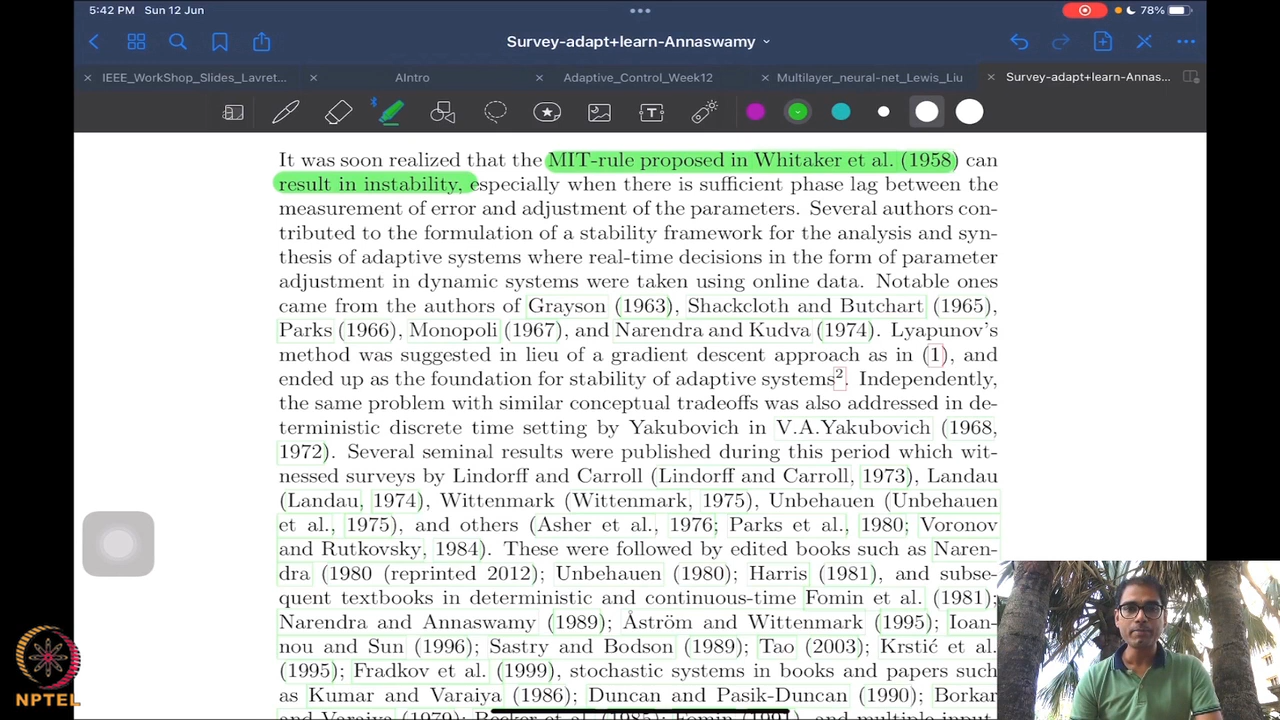 5:42 PM Sun 12 Jun
78%
Survey-adapt+learn-Annaswamy
IEEE_WorkShop_Slides_Lavret...
AIntro
Adaptive_Control_Week12
Multilayer_neural-net_Lewis_Liu
Survey-adapt+learn-Annas...
It was soon realized that the MIT-rule proposed in Whitaker et al. (1958) can
result in instability, especially when there is sufficient phase lag between the
measurement of error and adjustment of the parameters. Several authors con-
tributed to the formulation of a stability framework for the analysis and syn-
thesis of adaptive systems where real-time decisions in the form of parameter
adjustment in dynamic systems were taken using online data. Notable ones
came from the authors of Grayson (1963), Shackcloth and Butchart (1965),
Parks (1966), Monopoli (1967), and Narendra and Kudva (1974). Lyapunov's
method was suggested in lieu of a gradient descent approach as in (1), and
ended up as the foundation for stability of adaptive systems². Independently,
the same problem with similar conceptual tradeoffs was also addressed in de-
terministic discrete time setting by Yakubovich in V.A.Yakubovich (1968,
1972). Several seminal results were published during this period which wit-
nessed surveys by Lindorff and Carroll (Lindorff and Carroll, 1973), Landau
(Landau, 1974), Wittenmark (Wittenmark, 1975), Unbehauen (Unbehauen
et al., 1975), and others (Asher et al., 1976; Parks et al., 1980; Voronov
and Rutkovsky, 1984). These were followed by edited books such as Naren-
dra (1980 (reprinted 2012); Unbehauen (1980); Harris (1981), and subse-
quent textbooks in deterministic and continuous-time Fomin et al. (1981);
Narendra and Annaswamy (1989); Åström and Wittenmark (1995); Ioan-
nou and Sun (1996); Sastry and Bodson (1989); Tao (2003); Krstić et al.
(1995); Fradkov et al. (1999), stochastic systems in books and papers such
as Kumar and Varaiya (1986); Duncan and Pasik-Duncan (1990); Borkar
and Varaiya (1979); Becker et al. (1985); Fomin (1991), and multiple input-
NPTEL